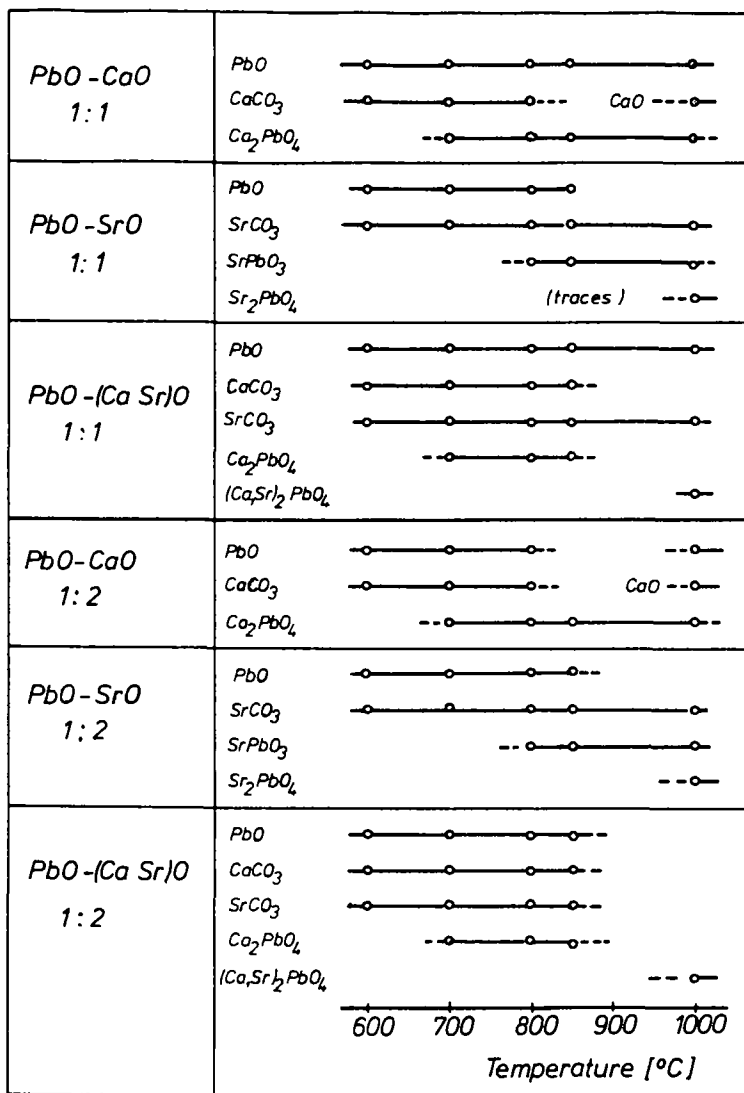 PbO-CaO
1:1
PbO
CaCO₃
CaO
Ca₂PbO₄
PbO-SrO
1:1
PbO
SrCO₃
SrPbO₃
Sr₂PbO₄
(traces)
PbO-(Ca Sr)O
1:1
PbO
CaCO₃
SrCO₃
Ca₂PbO₄
(Ca,Sr)₂ PbO₄
PbO-CaO
1:2
PbO
CaCO₃
CaO
Ca₂PbO₄
PbO-SrO
1:2
PbO
SrCO₃
SrPbO₃
Sr₂PbO₄
PbO-(Ca Sr)O
1:2
PbO
CaCO₃
SrCO₃
Ca₂PbO₄
(Ca,Sr)₂PbO₄
600 700 800 900 1000
Temperature [°C]